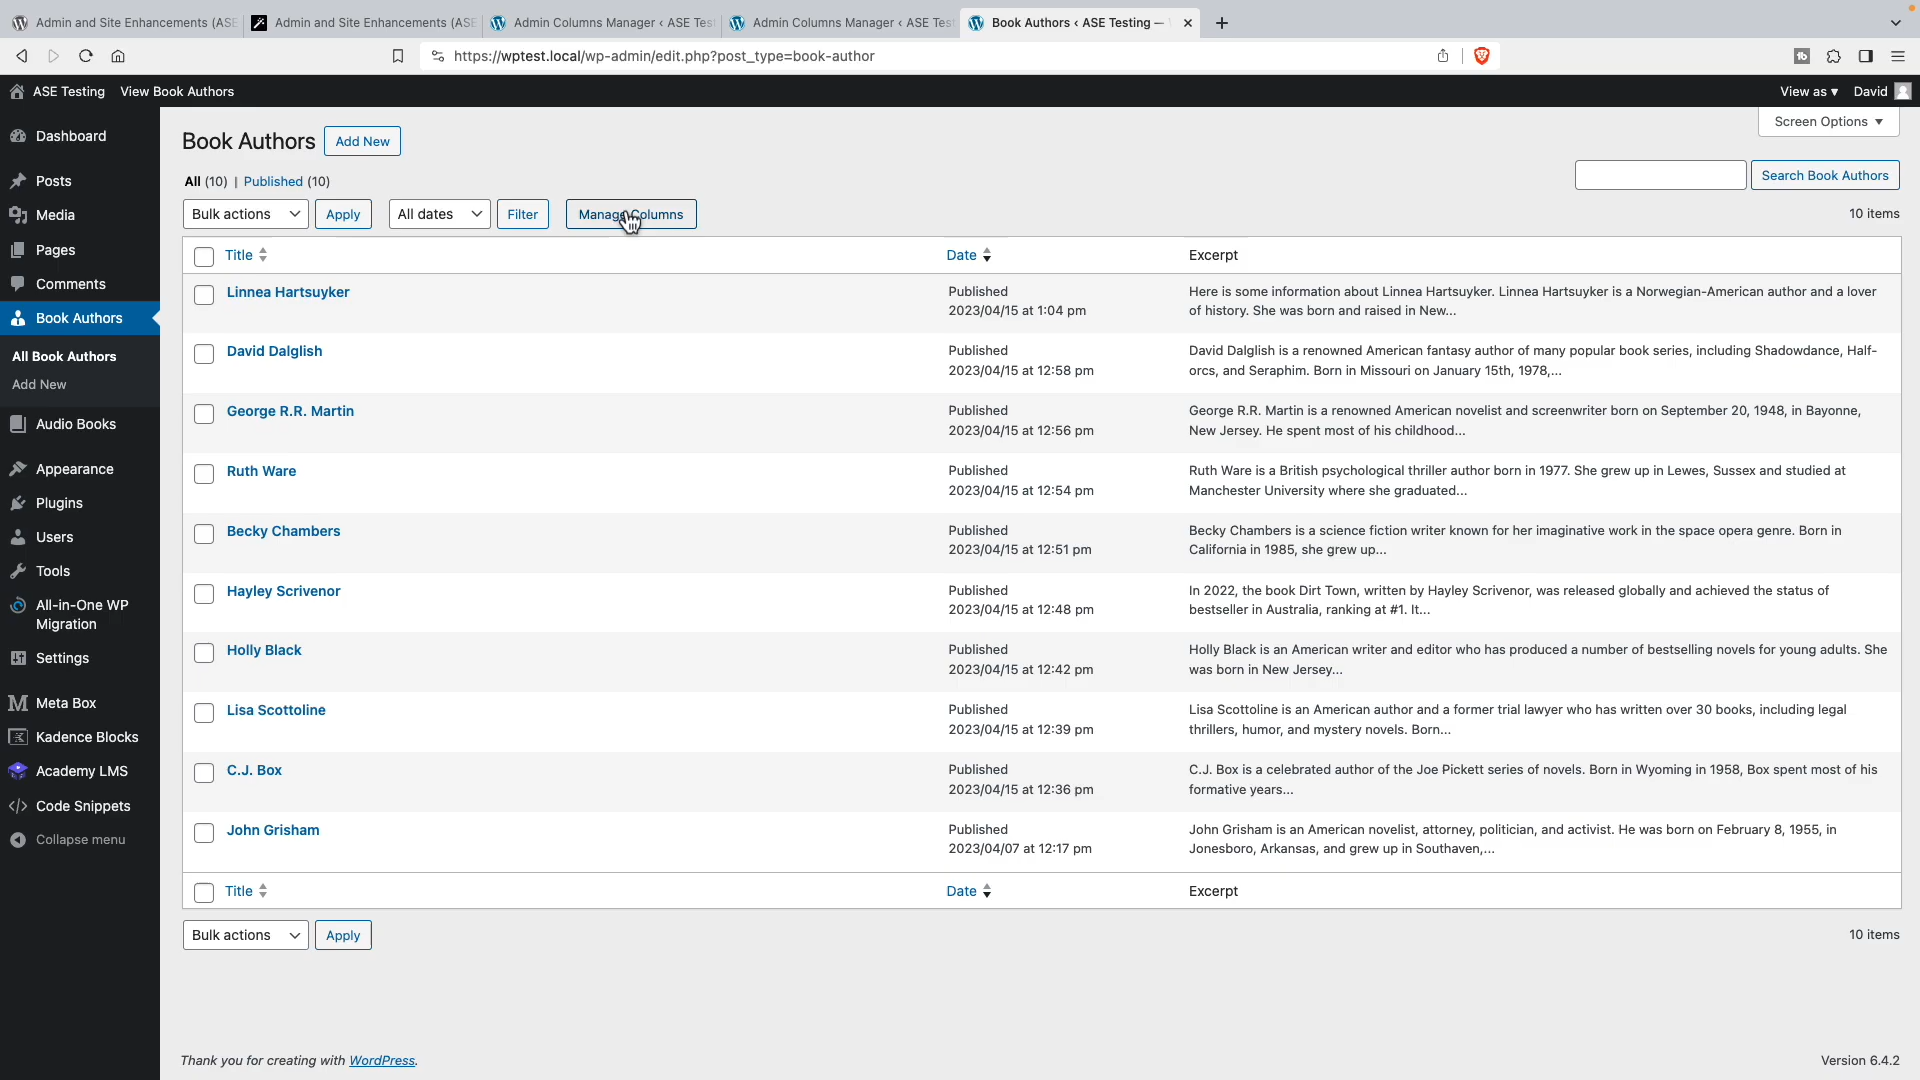 Admin and Site Enhancements (ASE
Admin and Site Enhancements (ASE
Admin Columns Manager ‹ ASE Test
Admin Columns Manager ‹ ASE Test
Book Authors ‹ ASE Testing —
https://wptest.local/wp-admin/edit.php?post_type=book-author
ASE Testing
View Book Authors
View as ▾
David
Dashboard
Posts
Media
Pages
Comments
Book Authors
All Book Authors
Add New
Audio Books
Appearance
Plugins
Users
Tools
All-in-One WP
Migration
Settings
Meta Box
Kadence Blocks
Academy LMS
Code Snippets
Collapse menu
Screen Options ▼
Book Authors
Add New
All (10) | Published (10)
Search Book Authors
Bulk actions
Apply
All dates
Filter
Manage Columns
10 items
Title
Date
Excerpt
Linnea Hartsuyker
Published
2023/04/15 at 1:04 pm
Here is some information about Linnea Hartsuyker. Linnea Hartsuyker is a Norwegian-American author and a lover
of history. She was born and raised in New...
David Dalglish
Published
2023/04/15 at 12:58 pm
David Dalglish is a renowned American fantasy author of many popular book series, including Shadowdance, Half-
orcs, and Seraphim. Born in Missouri on January 15th, 1978,...
George R.R. Martin
Published
2023/04/15 at 12:56 pm
George R.R. Martin is a renowned American novelist and screenwriter born on September 20, 1948, in Bayonne,
New Jersey. He spent most of his childhood...
Ruth Ware
Published
2023/04/15 at 12:54 pm
Ruth Ware is a British psychological thriller author born in 1977. She grew up in Lewes, Sussex and studied at
Manchester University where she graduated...
Becky Chambers
Published
2023/04/15 at 12:51 pm
Becky Chambers is a science fiction writer known for her imaginative work in the space opera genre. Born in
California in 1985, she grew up...
Hayley Scrivenor
Published
2023/04/15 at 12:48 pm
In 2022, the book Dirt Town, written by Hayley Scrivenor, was released globally and achieved the status of
bestseller in Australia, ranking at #1. It...
Holly Black
Published
2023/04/15 at 12:42 pm
Holly Black is an American writer and editor who has produced a number of bestselling novels for young adults. She
was born in New Jersey...
Lisa Scottoline
Published
2023/04/15 at 12:39 pm
Lisa Scottoline is an American author and a former trial lawyer who has written over 30 books, including legal
thrillers, humor, and mystery novels. Born...
C.J. Box
Published
2023/04/15 at 12:36 pm
C.J. Box is a celebrated author of the Joe Pickett series of novels. Born in Wyoming in 1958, Box spent most of his
formative years...
John Grisham
Published
2023/04/07 at 12:17 pm
John Grisham is an American novelist, attorney, politician, and activist. He was born on February 8, 1955, in
Jonesboro, Arkansas, and grew up in Southaven,...
Title
Date
Excerpt
Bulk actions
Apply
10 items
Thank you for creating with WordPress.
Version 6.4.2